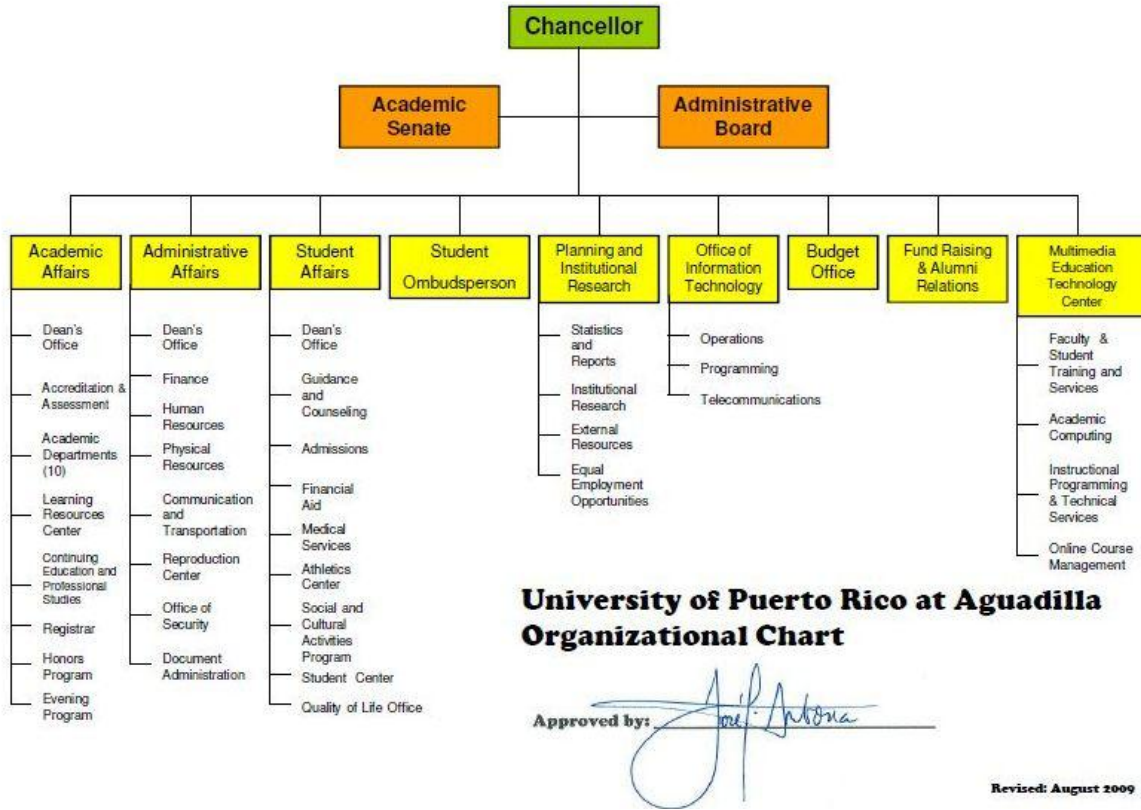 Chancellor
Academic
Senate
Administrative
Board
Academic
Affairs
Dean's
Office
Accreditation &
Assessment
Academic
Departments
(10)
Learning
Resources
Center
Continuing
Education and
Professional
Studies
Registrar
Honors
Program
Evening
Program
Administrative
Affairs
Dean's
Office
Finance
Human
Resources
Physical
Resources
Communication
and
Transportation
Reproduction
Center
Office of
Security
Document
Administration
Student
Affairs
Dean's
Office
Guidance
and
Counseling
Admissions
Financial
Aid
Medical
Services
Athletics
Center
Social and
Cultural
Activities
Program
Student Center
Quality of Life Office
Student
Ombudsperson
Planning and
Institutional
Research
Statistics
and
Reports
Institutional
Research
External
Resources
Equal
Employment
Opportunities
Office of
Information
Technology
Operations
Programming
Telecommunications
Budget
Office
Fund Raising
& Alumni
Relations
Multimedia
Education
Technology
Center
Faculty &
Student
Training and
Services
Academic
Computing
Instructional
Programming
& Technical
Services
Online Course
Management
University of Puerto Rico at Aguadilla
Organizational Chart
Approved by:
Revised: August 2009